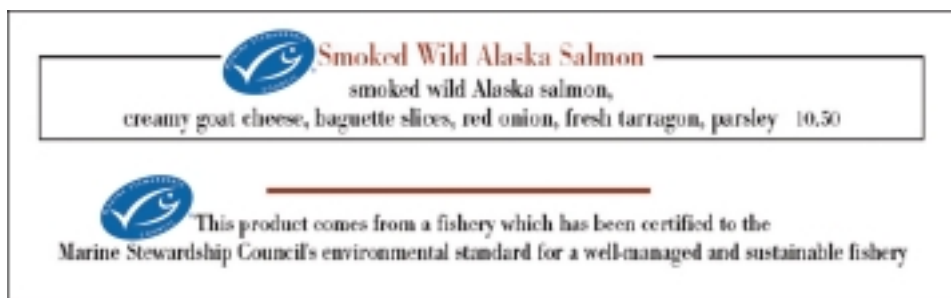 Smoked Wild Alaska Salmon
smoked wild Alaska salmon,
creamy goat cheese, baguette slices, red onion, fresh tarragon, parsley 10.50
This product comes from a fishery which has been certified to the
Marine Stewardship Council's environmental standard for a well-managed and sustainable fishery